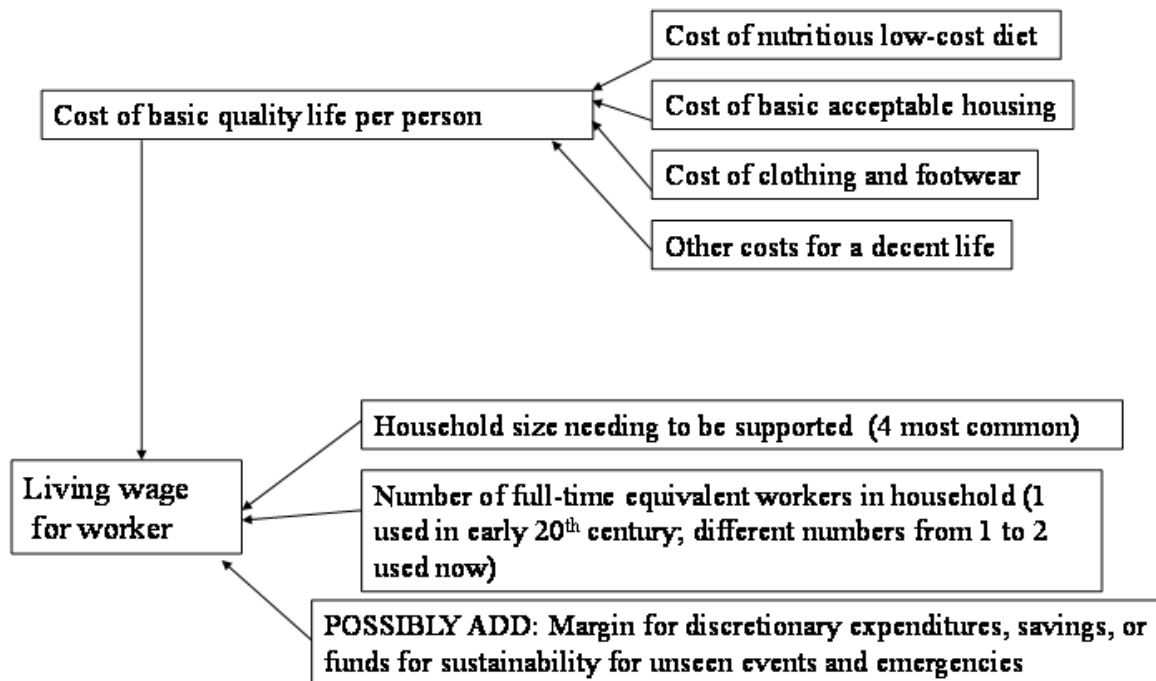 Cost of nutritious low-cost diet
Cost of basic quality life per person
Cost of basic acceptable housing
Cost of clothing and footwear
Other costs for a decent life
Household size needing to be supported (4 most common)
Living wage
for worker
Number of full-time equivalent workers in household (1
used in early 20th century; different numbers from 1 to 2
used now)
POSSIBLY ADD: Margin for discretionary expenditures, savings, or
funds for sustainability for unseen events and emergencies